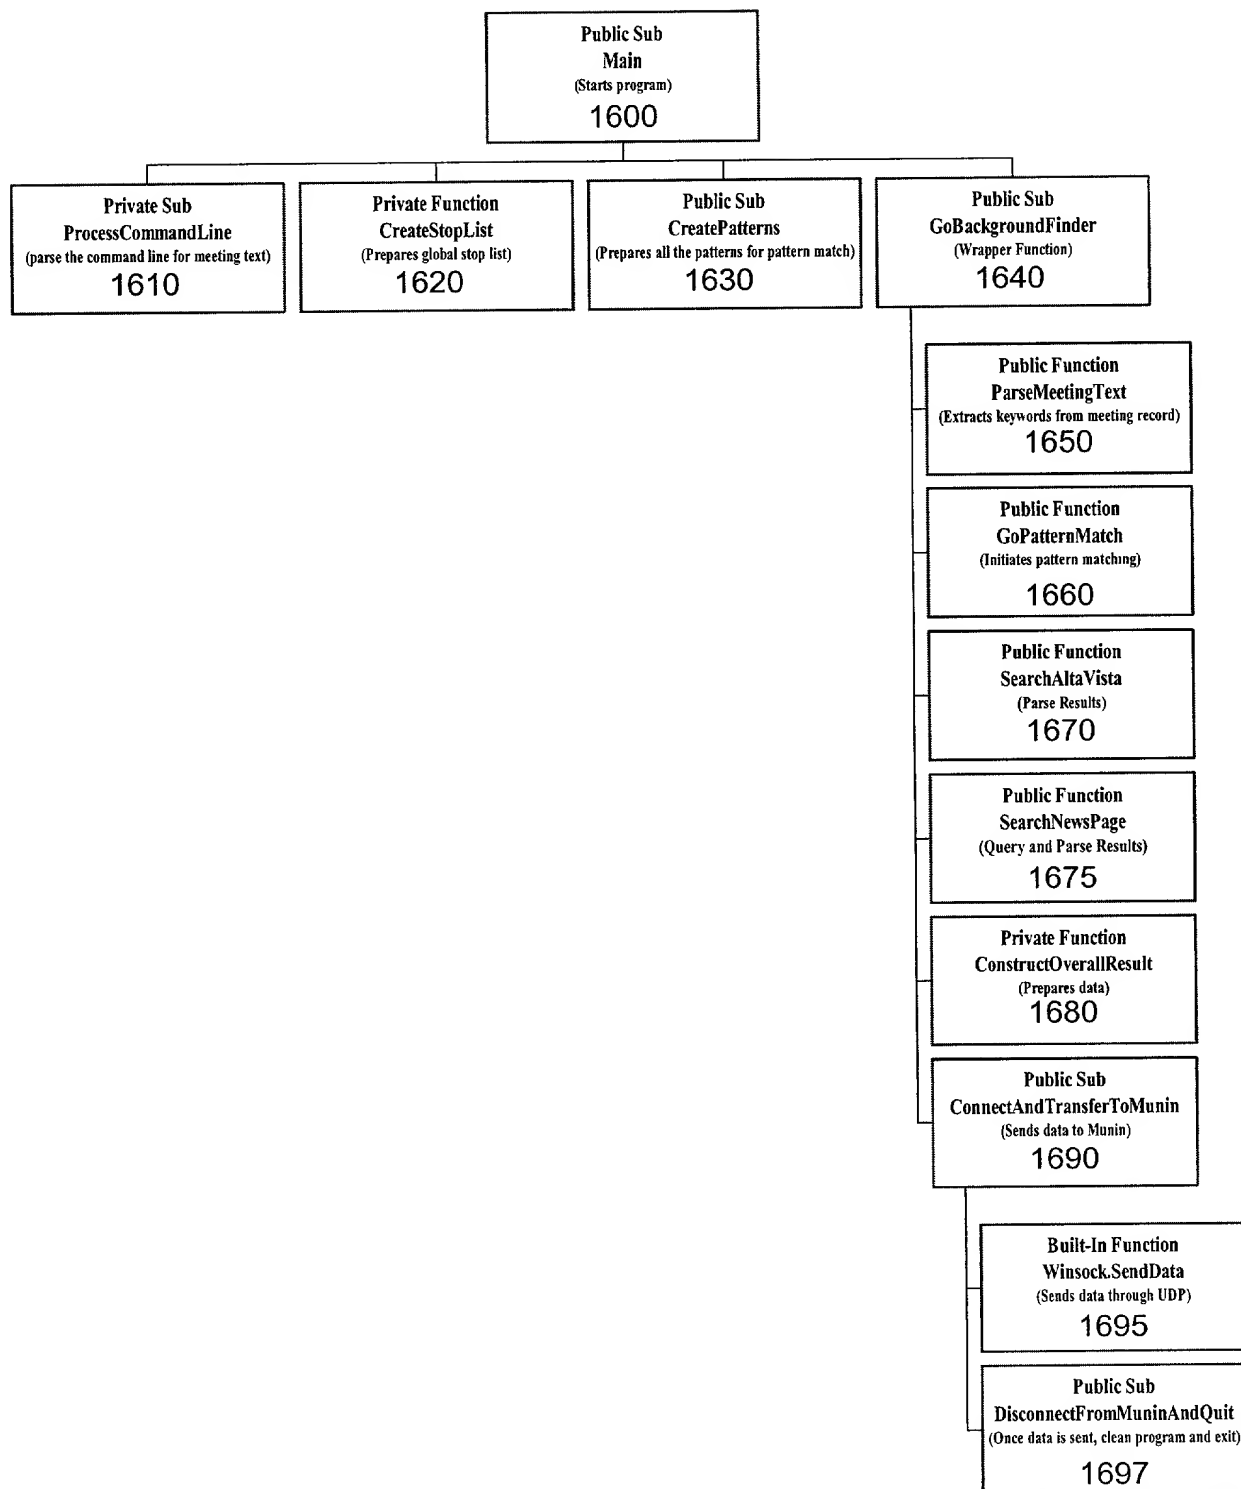 Public Sub
Main
(Starts program)
1600
Private Sub
ProcessCommandLine
(parse the command line for meeting text)
1610
Private Function
CreateStopList
(Prepares global stop list)
1620
Public Sub
CreatePatterns
(Prepares all the patterns for pattern match)
1630
Public Sub
GoBackgroundFinder
(Wrapper Function)
1640
Public Function
ParseMeetingText
(Extracts keywords from meeting record)
1650
Public Function
GoPatternMatch
(Initiates pattern matching)
1660
Public Function
SearchAltaVista
(Parse Results)
1670
Public Function
SearchNewsPage
(Query and Parse Results)
1675
Private Function
ConstructOverallResult
(Prepares data)
1680
Public Sub
ConnectAndTransferToMunin
(Sends data to Munin)
1690
Built-In Function
Winsock.SendData
(Sends data through UDP)
1695
Public Sub
DisconnectFromMuninAndQuit
(Once data is sent, clean program and exit)
1697